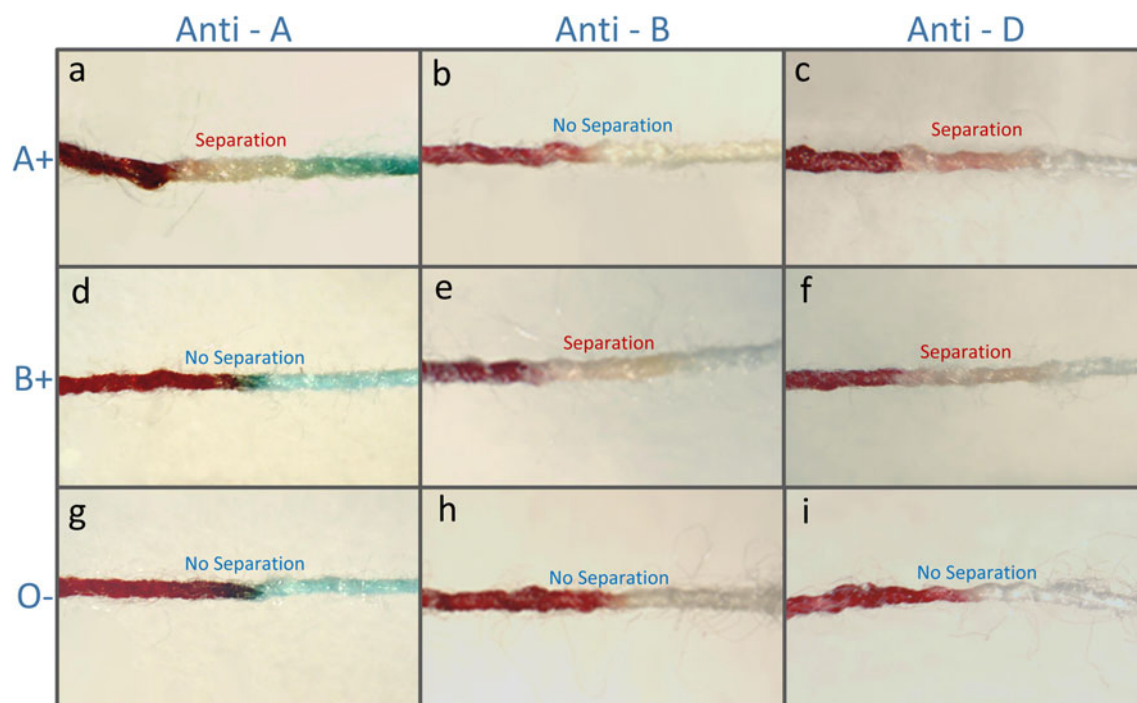 Anti - A
Anti - B
Anti - D
a
b
c
A+
Separation
No Separation
Separation
d
e
f
B+
No Separation
Separation
Separation
g
h
i
O-
No Separation
No Separation
No Separation